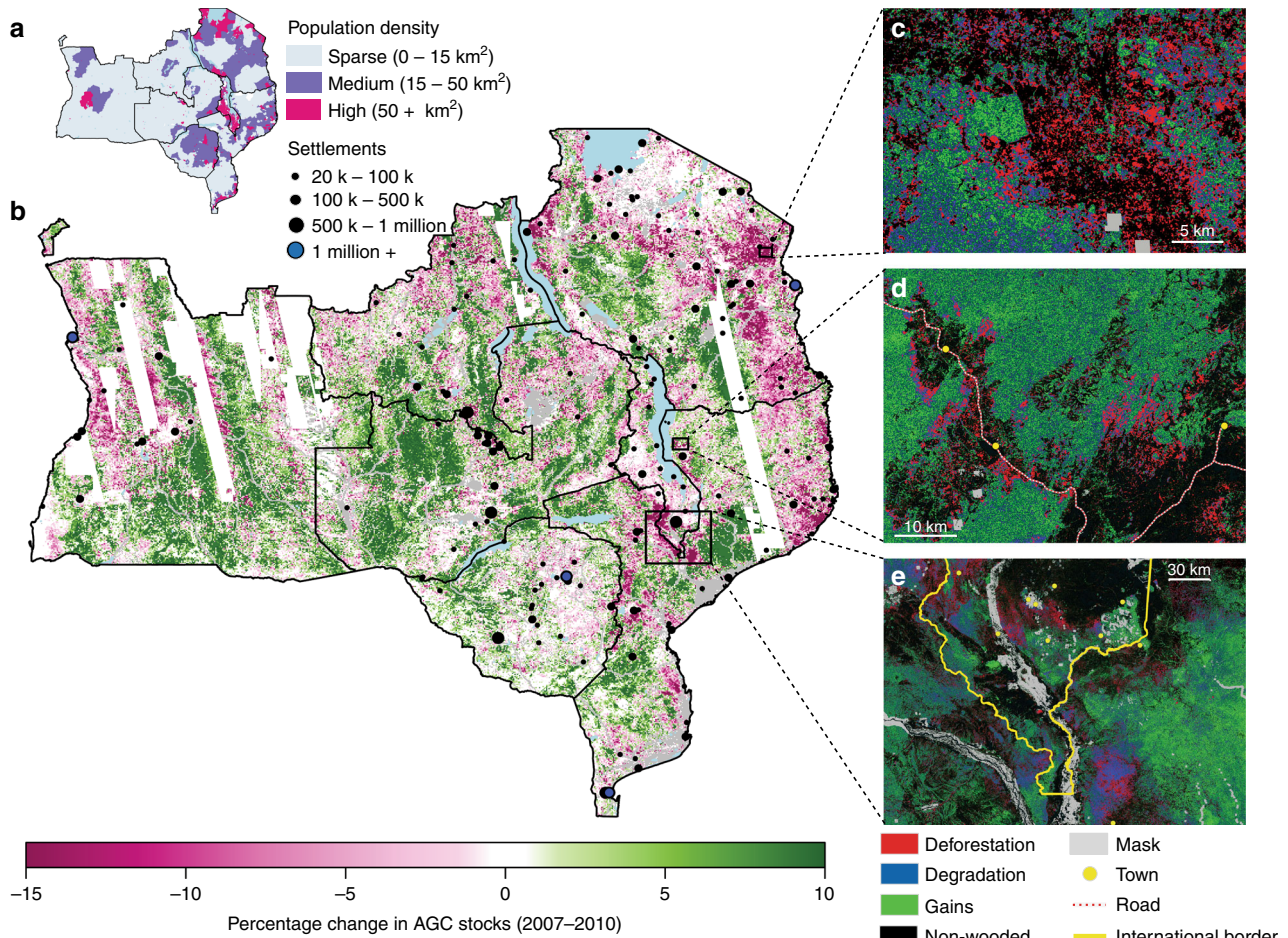 a
Population density
Sparse (0 – 15 km²)
Medium (15 – 50 km²)
High (50 + km²)
Settlements
20 k – 100 k
100 k – 500 k
500 k – 1 million
1 million +
b
c
5 km
d
10 km
e
30 km
–15
–10
–5
0
5
10
Percentage change in AGC stocks (2007–2010)
Deforestation
Degradation
Gains
Non-wooded
Mask
Town
Road
International border